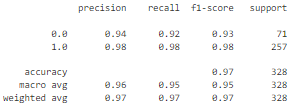 precision recall f1-score support
0.0 0.94 0.92 0.93 71
1.0 0.98 0.98 0.98 257
accuracy 0.97 328
macro avg 0.96 0.95 0.95 328
weighted avg 0.97 0.97 0.97 328